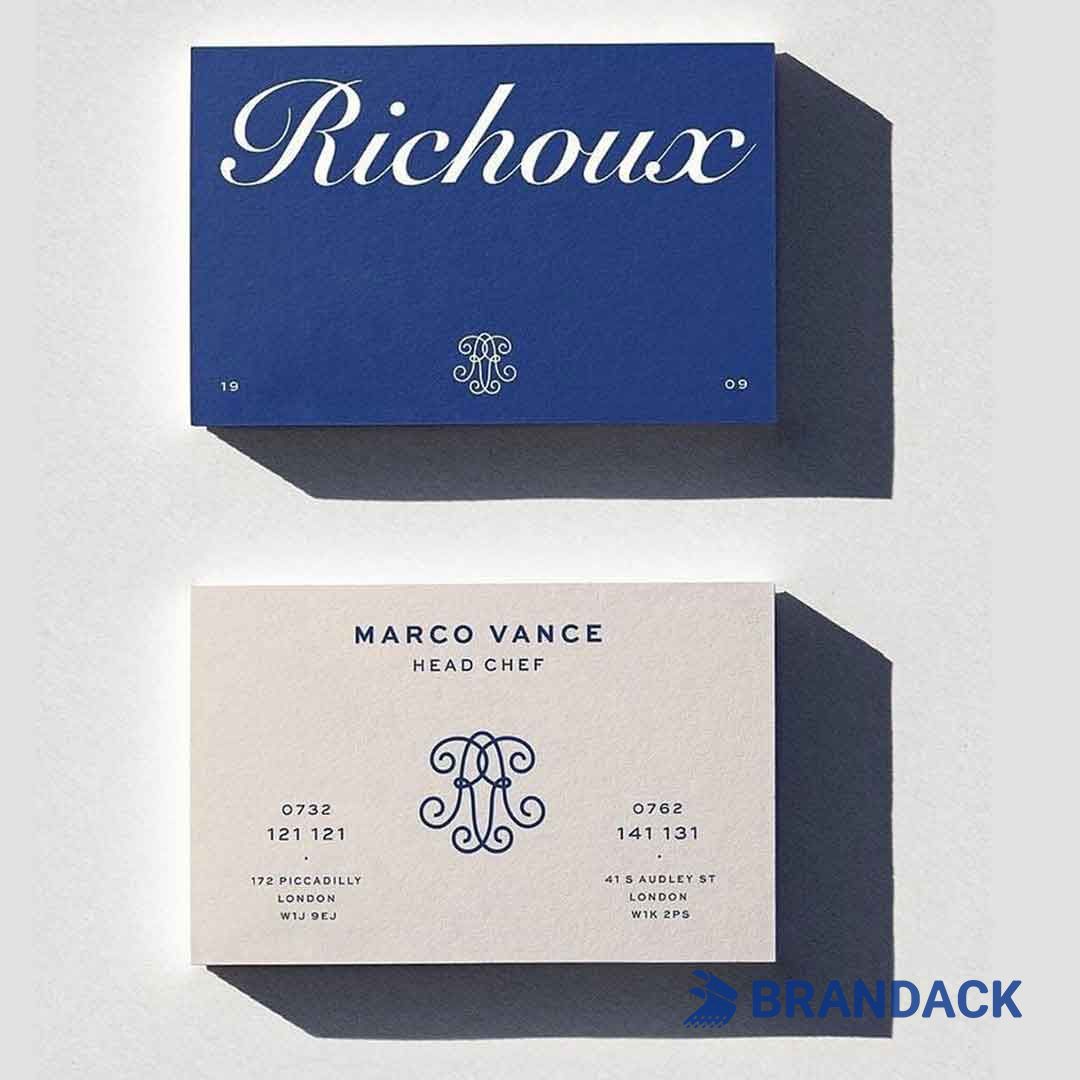 Richoux
19 09
MARCO VANCE
HEAD CHEF
0732
121 121
172 PICCADILLY
LONDON
W1J 9EJ
0762
141 131
41 S AUDLEY ST
LONDON
W1K 2PS
BRANDACK